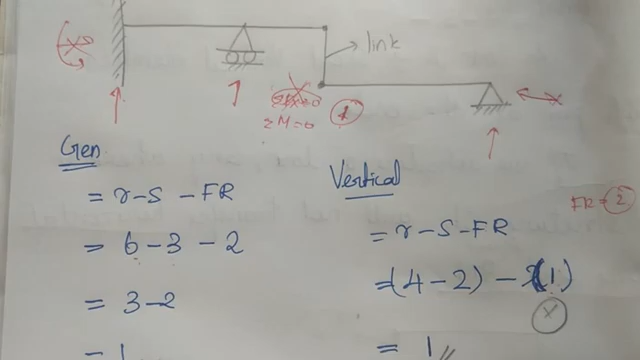 link
ΣM=0
1
Gen
= r-S-FR
= 6-3-2
= 3-2
= 1
Vertical
FR = 2
= r-S-FR
=(4-2)-(1)
x
= 1